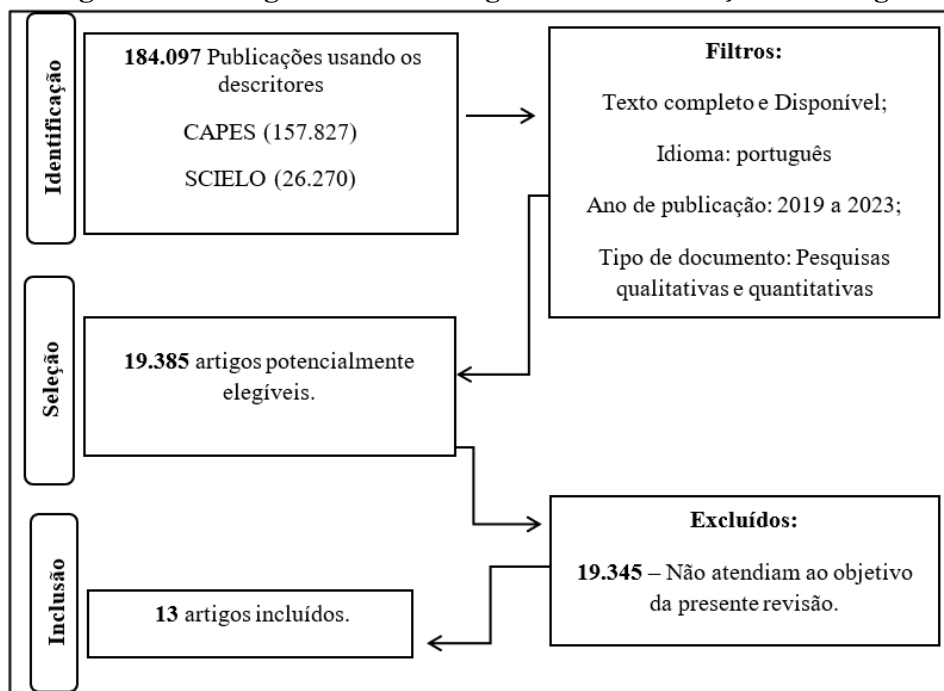 Identificação
184.097 Publicações usando os
descritores
CAPES (157.827)
SCIELO (26.270)
Filtros:
Texto completo e Disponível;
Idioma: português
Ano de publicação: 2019 a 2023;
Tipo de documento: Pesquisas
qualitativas e quantitativas
Seleção
19.385 artigos potencialmente
elegíveis.
Excluídos:
19.345 – Não atendiam ao objetivo
da presente revisão.
Inclusão
13 artigos incluídos.